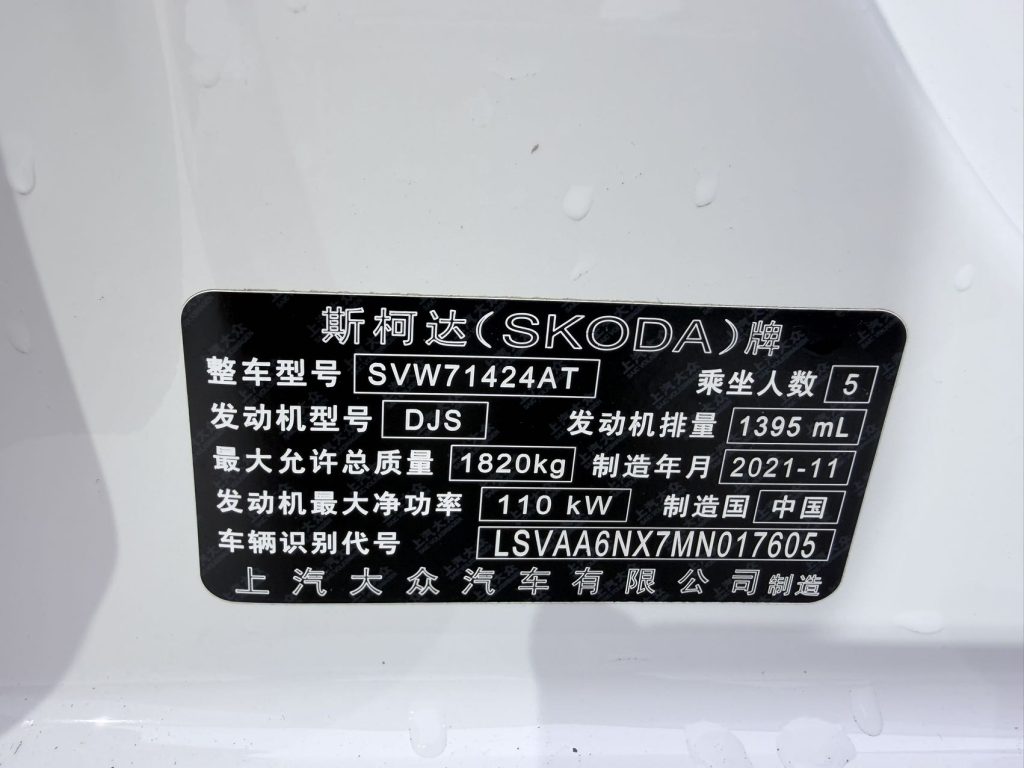 斯柯达(SKODA)牌
整车型号 SVW71424AT 乘坐人数 5
发动机型号 DJS 发动机排量 1395 mL
最大允许总质量 1820kg 制造年月 2021-11
发动机最大净功率 110 kW 制造国 中国
车辆识别代号 LSVAA6NX7MN017605
上汽大众汽车有限公司制造